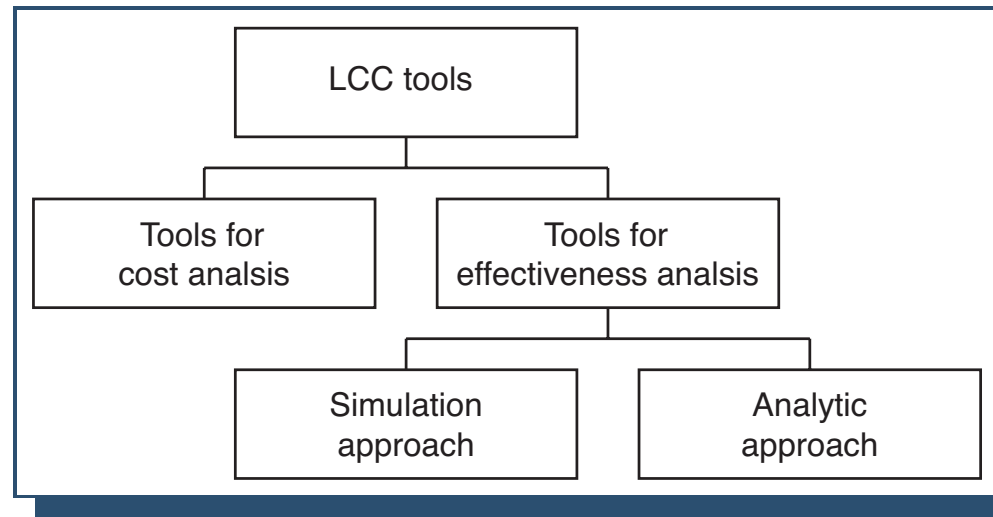 LCC tools
Tools for
cost analsis
Tools for
effectiveness analsis
Simulation
approach
Analytic
approach